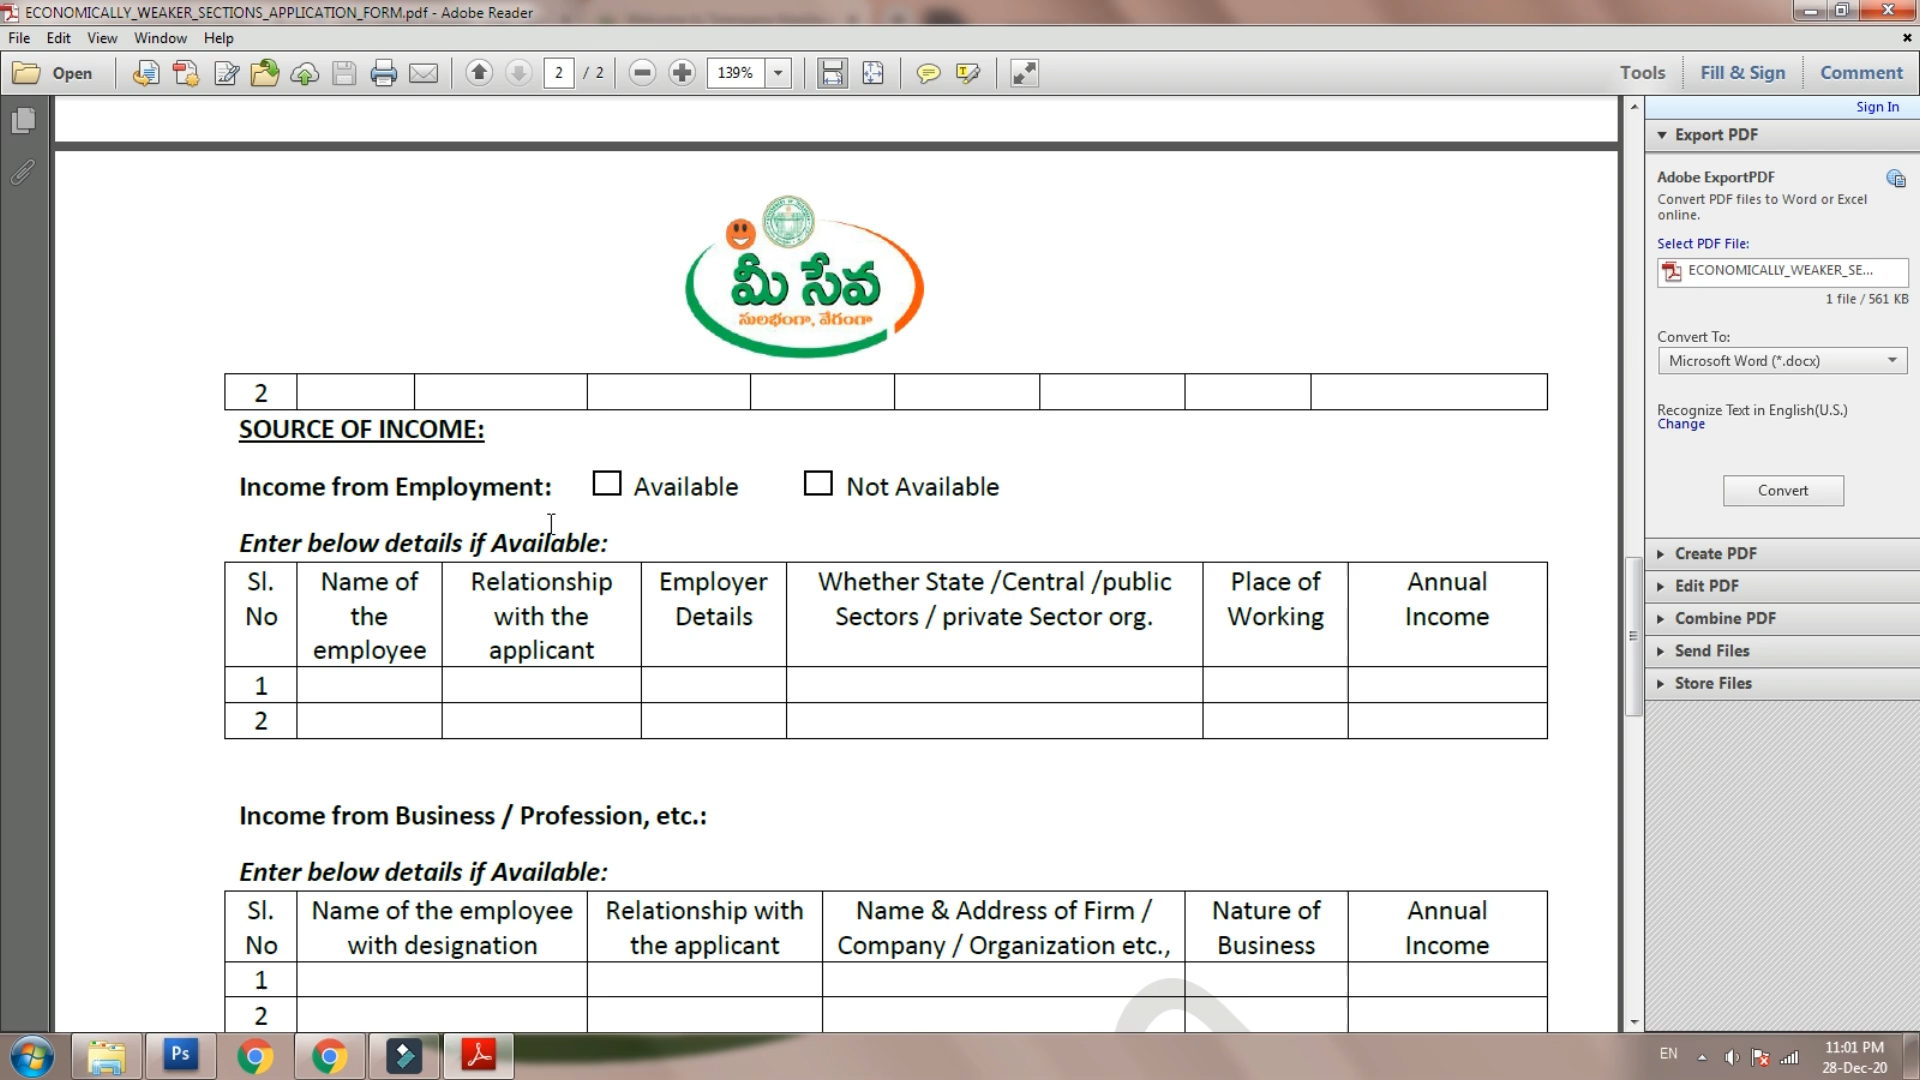 ECONOMICALLY_WEAKER_SECTIONS_APPLICATION_FORM.pdf - Adobe Reader
File Edit View Window Help
Open 2 / 2 139% Tools Fill & Sign Comment
Sign In
Export PDF
Adobe ExportPDF
Convert PDF files to Word or Excel
online.
Select PDF File:
ECONOMICALLY_WEAKER_SE...
1 file / 561 KB
Convert To:
Microsoft Word (*.docx)
Recognize Text in English(U.S.)
Change
Convert
Create PDF
Edit PDF
Combine PDF
Send Files
Store Files
మీ సేవ
సులభంగా, వేగంగా
2
SOURCE OF INCOME:
Income from Employment: Available Not Available
Enter below details if Available:
Sl. No Name of the employee Relationship with the applicant Employer Details Whether State /Central /public Sectors / private Sector org. Place of Working Annual Income
1
2
Income from Business / Profession, etc.:
Enter below details if Available:
Sl. No Name of the employee with designation Relationship with the applicant Name & Address of Firm / Company / Organization etc., Nature of Business Annual Income
1
2
Ps
EN
11:01 PM
28-Dec-20